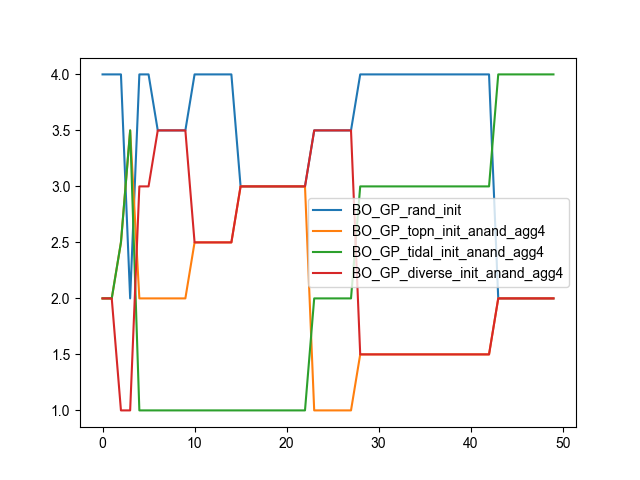 4.0
3.5
3.0
2.5
2.0
1.5
1.0
BO_GP_rand_init
BO_GP_topn_init_anand_agg4
BO_GP_tidal_init_anand_agg4
BO_GP_diverse_init_anand_agg4
0 10 20 30 40 50